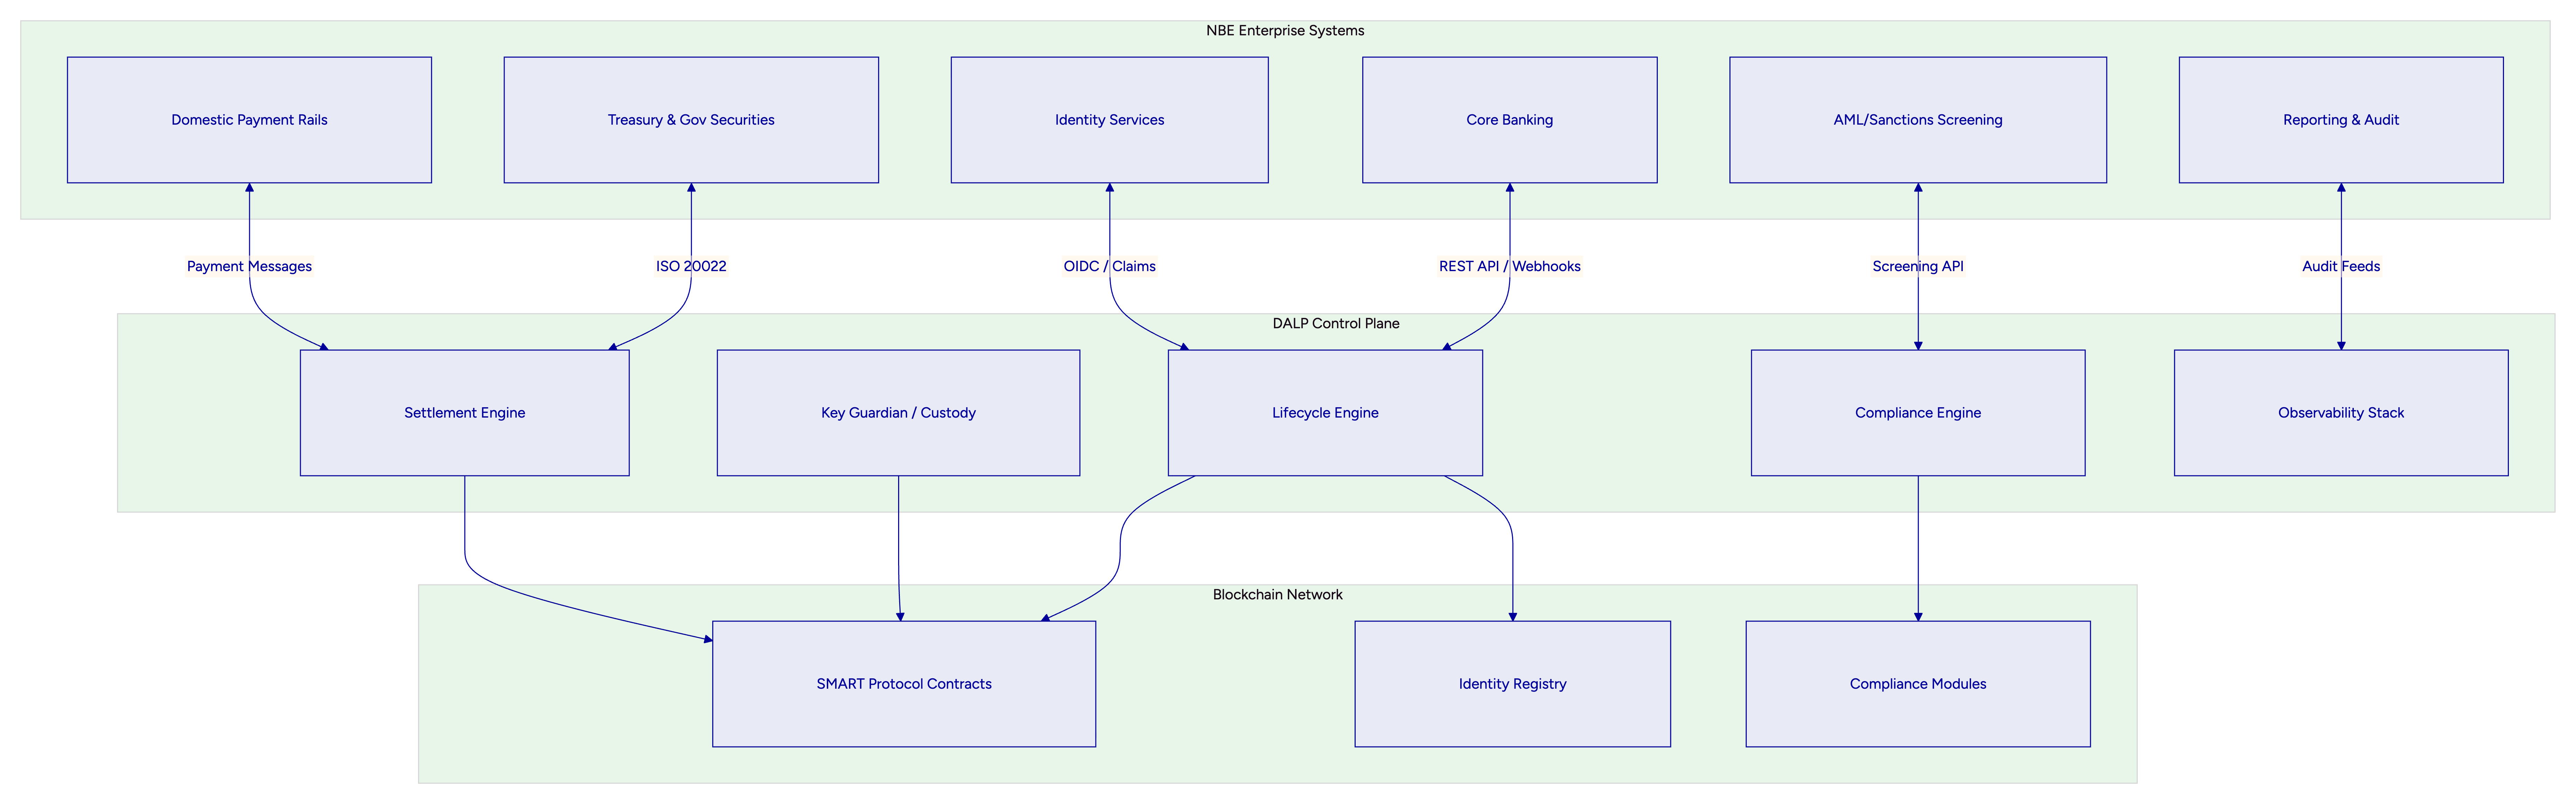 NBE Enterprise Systems
Domestic Payment Rails
Treasury & Gov Securities
Identity Services
Core Banking
AML/Sanctions Screening
Reporting & Audit
Payment Messages
ISO 20022
OIDC / Claims
REST API / Webhooks
Screening API
Audit Feeds
DALP Control Plane
Settlement Engine
Key Guardian / Custody
Lifecycle Engine
Compliance Engine
Observability Stack
Blockchain Network
SMART Protocol Contracts
Identity Registry
Compliance Modules